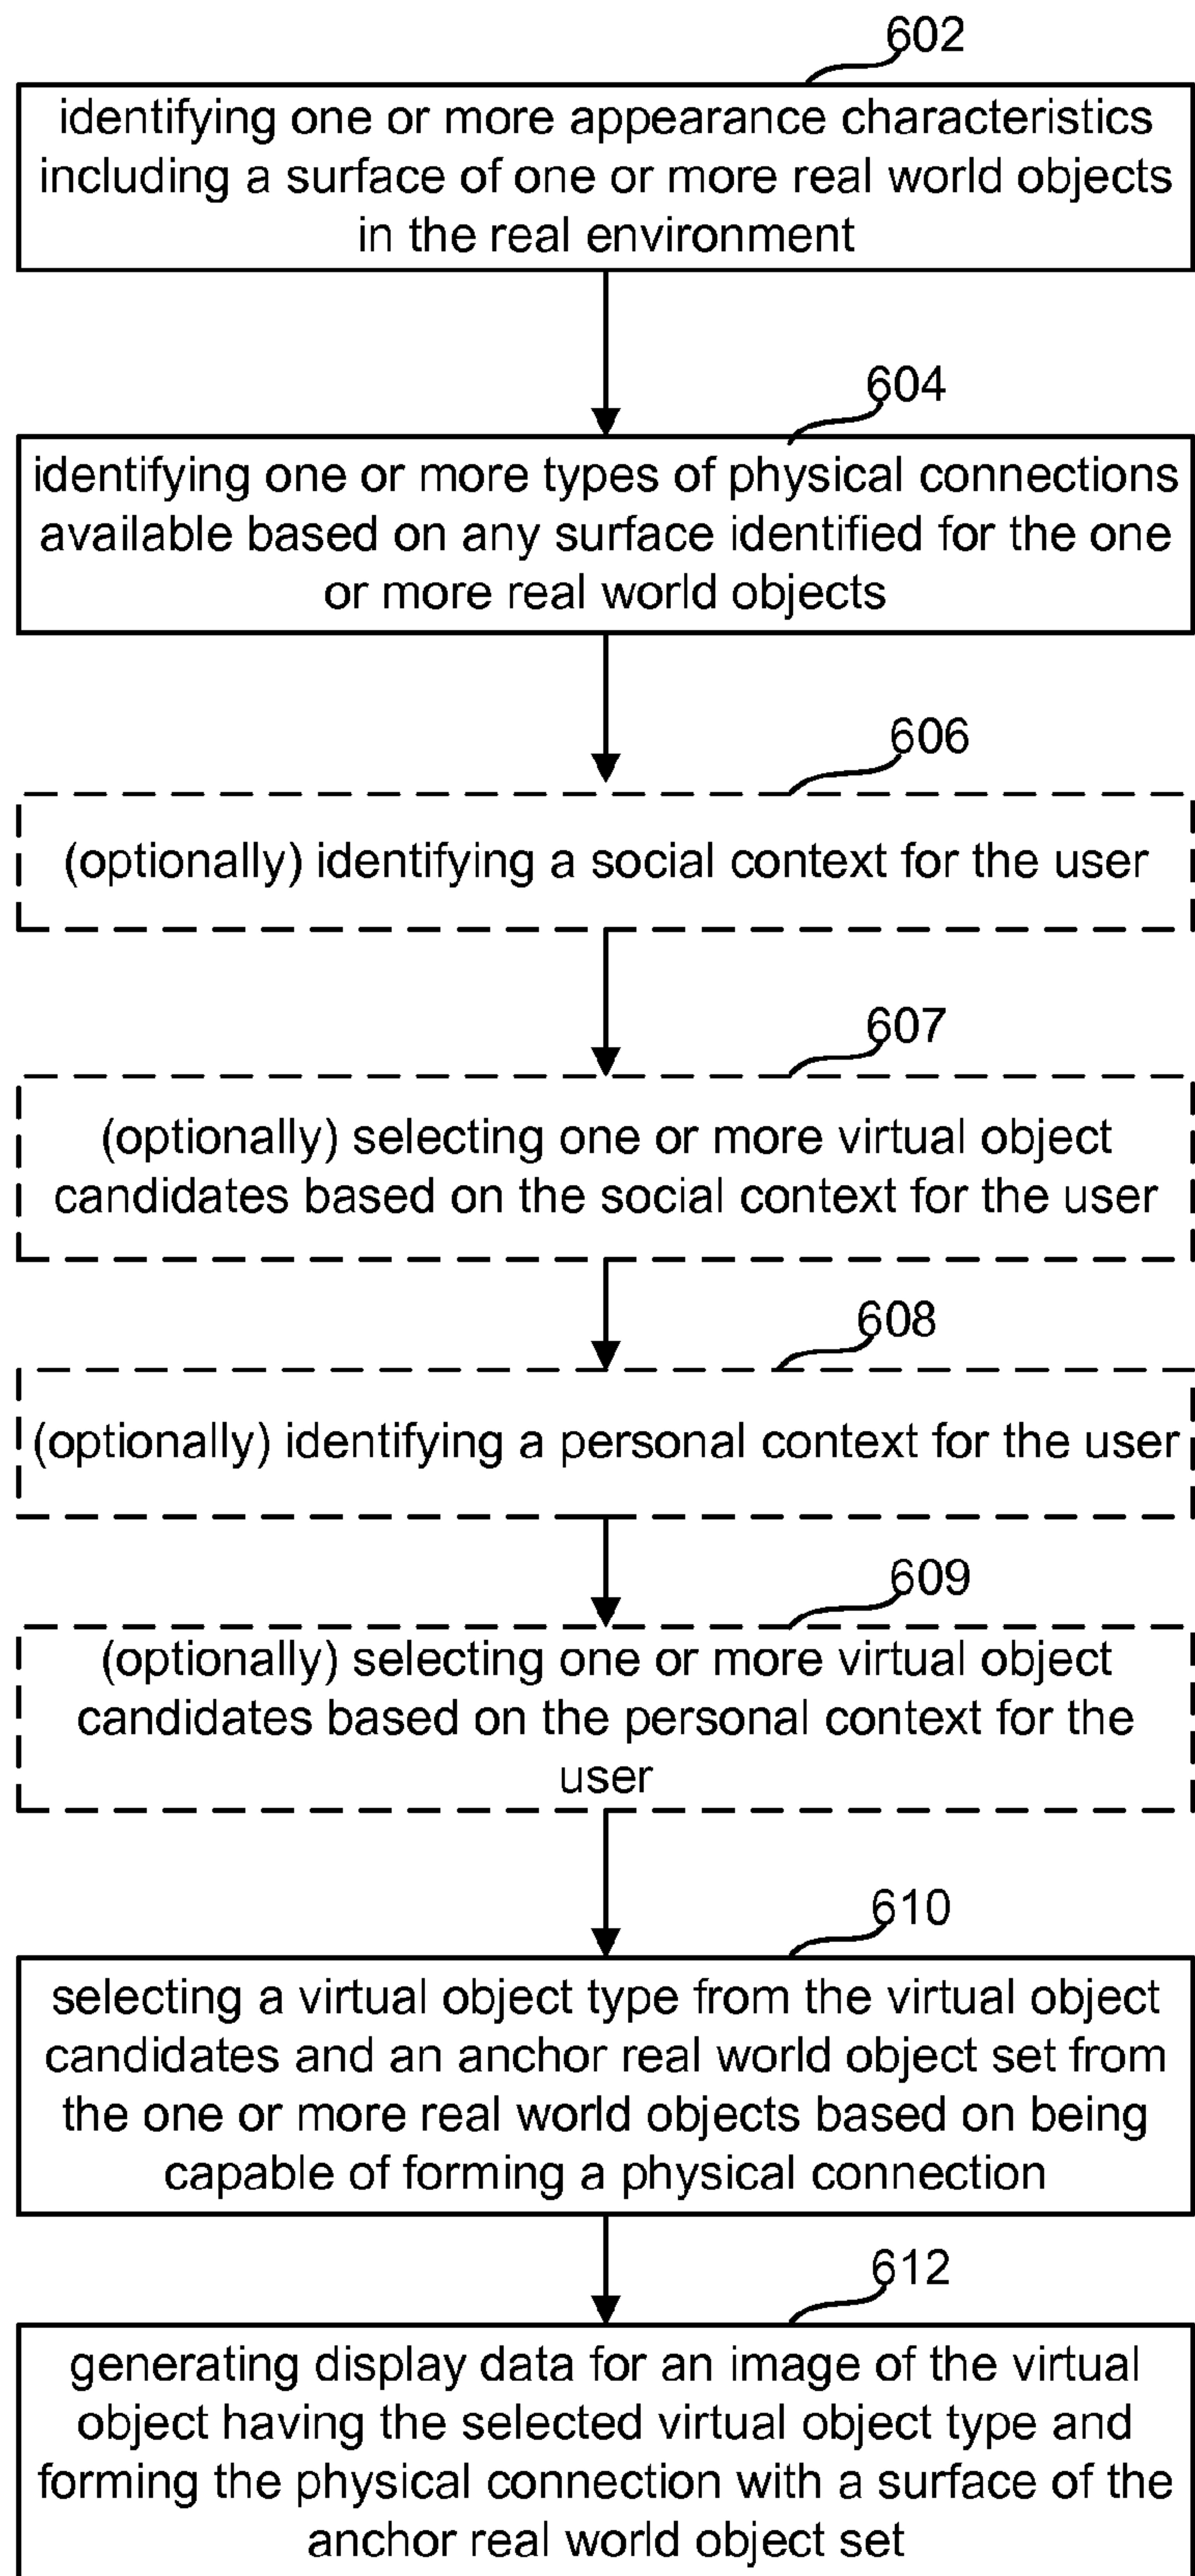 602
identifying one or more appearance characteristics
including a surface of one or more real world objects
in the real environment
604
identifying one or more types of physical connections
available based on any surface identified for the one
or more real world objects
606
(optionally) identifying a social context for the user
607
(optionally) selecting one or more virtual object
candidates based on the social context for the user
608
(optionally) identifying a personal context for the user
609
(optionally) selecting one or more virtual object
candidates based on the personal context for the
user
610
selecting a virtual object type from the virtual object
candidates and an anchor real world object set from
the one or more real world objects based on being
capable of forming a physical connection
612
generating display data for an image of the virtual
object having the selected virtual object type and
forming the physical connection with a surface of the
anchor real world object set